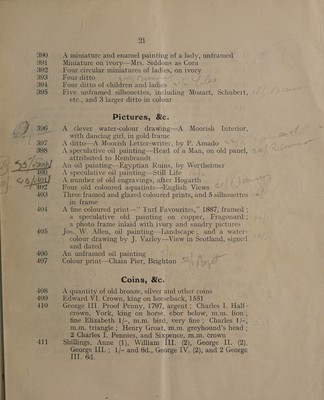 21
390 A miniature and enamel painting of a lady, unframed
391 Miniature on ivory—Mrs. Siddons as Cora
392 Four circular miniatures of ladies, on ivory
393 Four ditto
394 Four ditto of children and ladies
395 Five unframed silhouettes, including Mozart, Schubert,
etc., and 3 larger ditto in colour
Pictures, &c.
396 A clever water-colour drawing—A Moorish Interior,
with dancing girl, in gold frame
397 A ditto—A Moorish Letter-writer, by P. Amado
398 A speculative oil painting—Head of a Man, on old panel,
attributed to Rembrandt
An oil painting—Egyptian Ruins, by Wertheimer
400 A speculative oil painting—Still Life
A number of old engravings, after Hogarth
402 Four old coloured aquatints—English Views
403 Three framed and glazed coloured prints, and 5 silhouettes
in frame
404 A fine coloured print—" Turf Favourites," 1887, framed ;
a speculative old painting on copper, Fragonard ;
a photo frame inlaid with ivory and sundry pictures
405 Jos. W. Allen, oil painting—Landscape; and a water-
colour drawing by J. Varley—View in Scotland, signed
and dated
406 An unframed oil painting
407 Colour print—Chain Pier, Brighton
Coins, &c.
408 A quantity of old bronze, silver and other coins
409 Edward VI. Crown, king on horseback, 1551
410 George III. Proof Penny, 1797, argent ; Charles I. Half-
crown, York, king on horse, ebor below, m.m. lion ;
fine Elizabeth 1/-, m.m. bird, very fine ; Charles 1/-,
m.m. triangle ; Henry Groat, m.m. greyhound's head ;
2 Charles I. Pennies, and Sixpence, m.m. crown
411 Shillings, Anne (1), William III. (2), George II. (2),
George III. ; 1/- and 6d., George IV. (2), and 2 George
III. 6d.